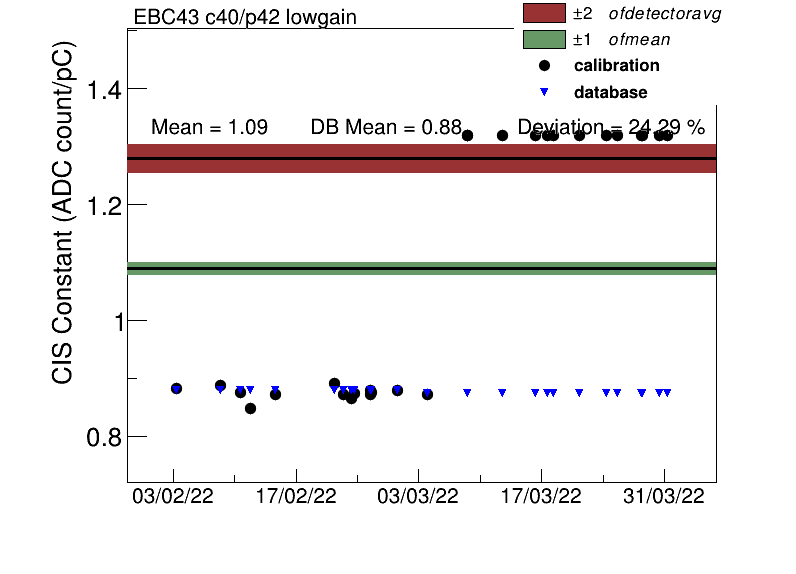 EBC43 c40/p42 lowgain
±2 ofdetectoravg
±1 ofmean
calibration
database
Mean = 1.09 DB Mean = 0.88 Deviation = 24.29 %
CIS Constant (ADC count/pC)
1.4
1.2
1
0.8
03/02/22 17/02/22 03/03/22 17/03/22 31/03/22